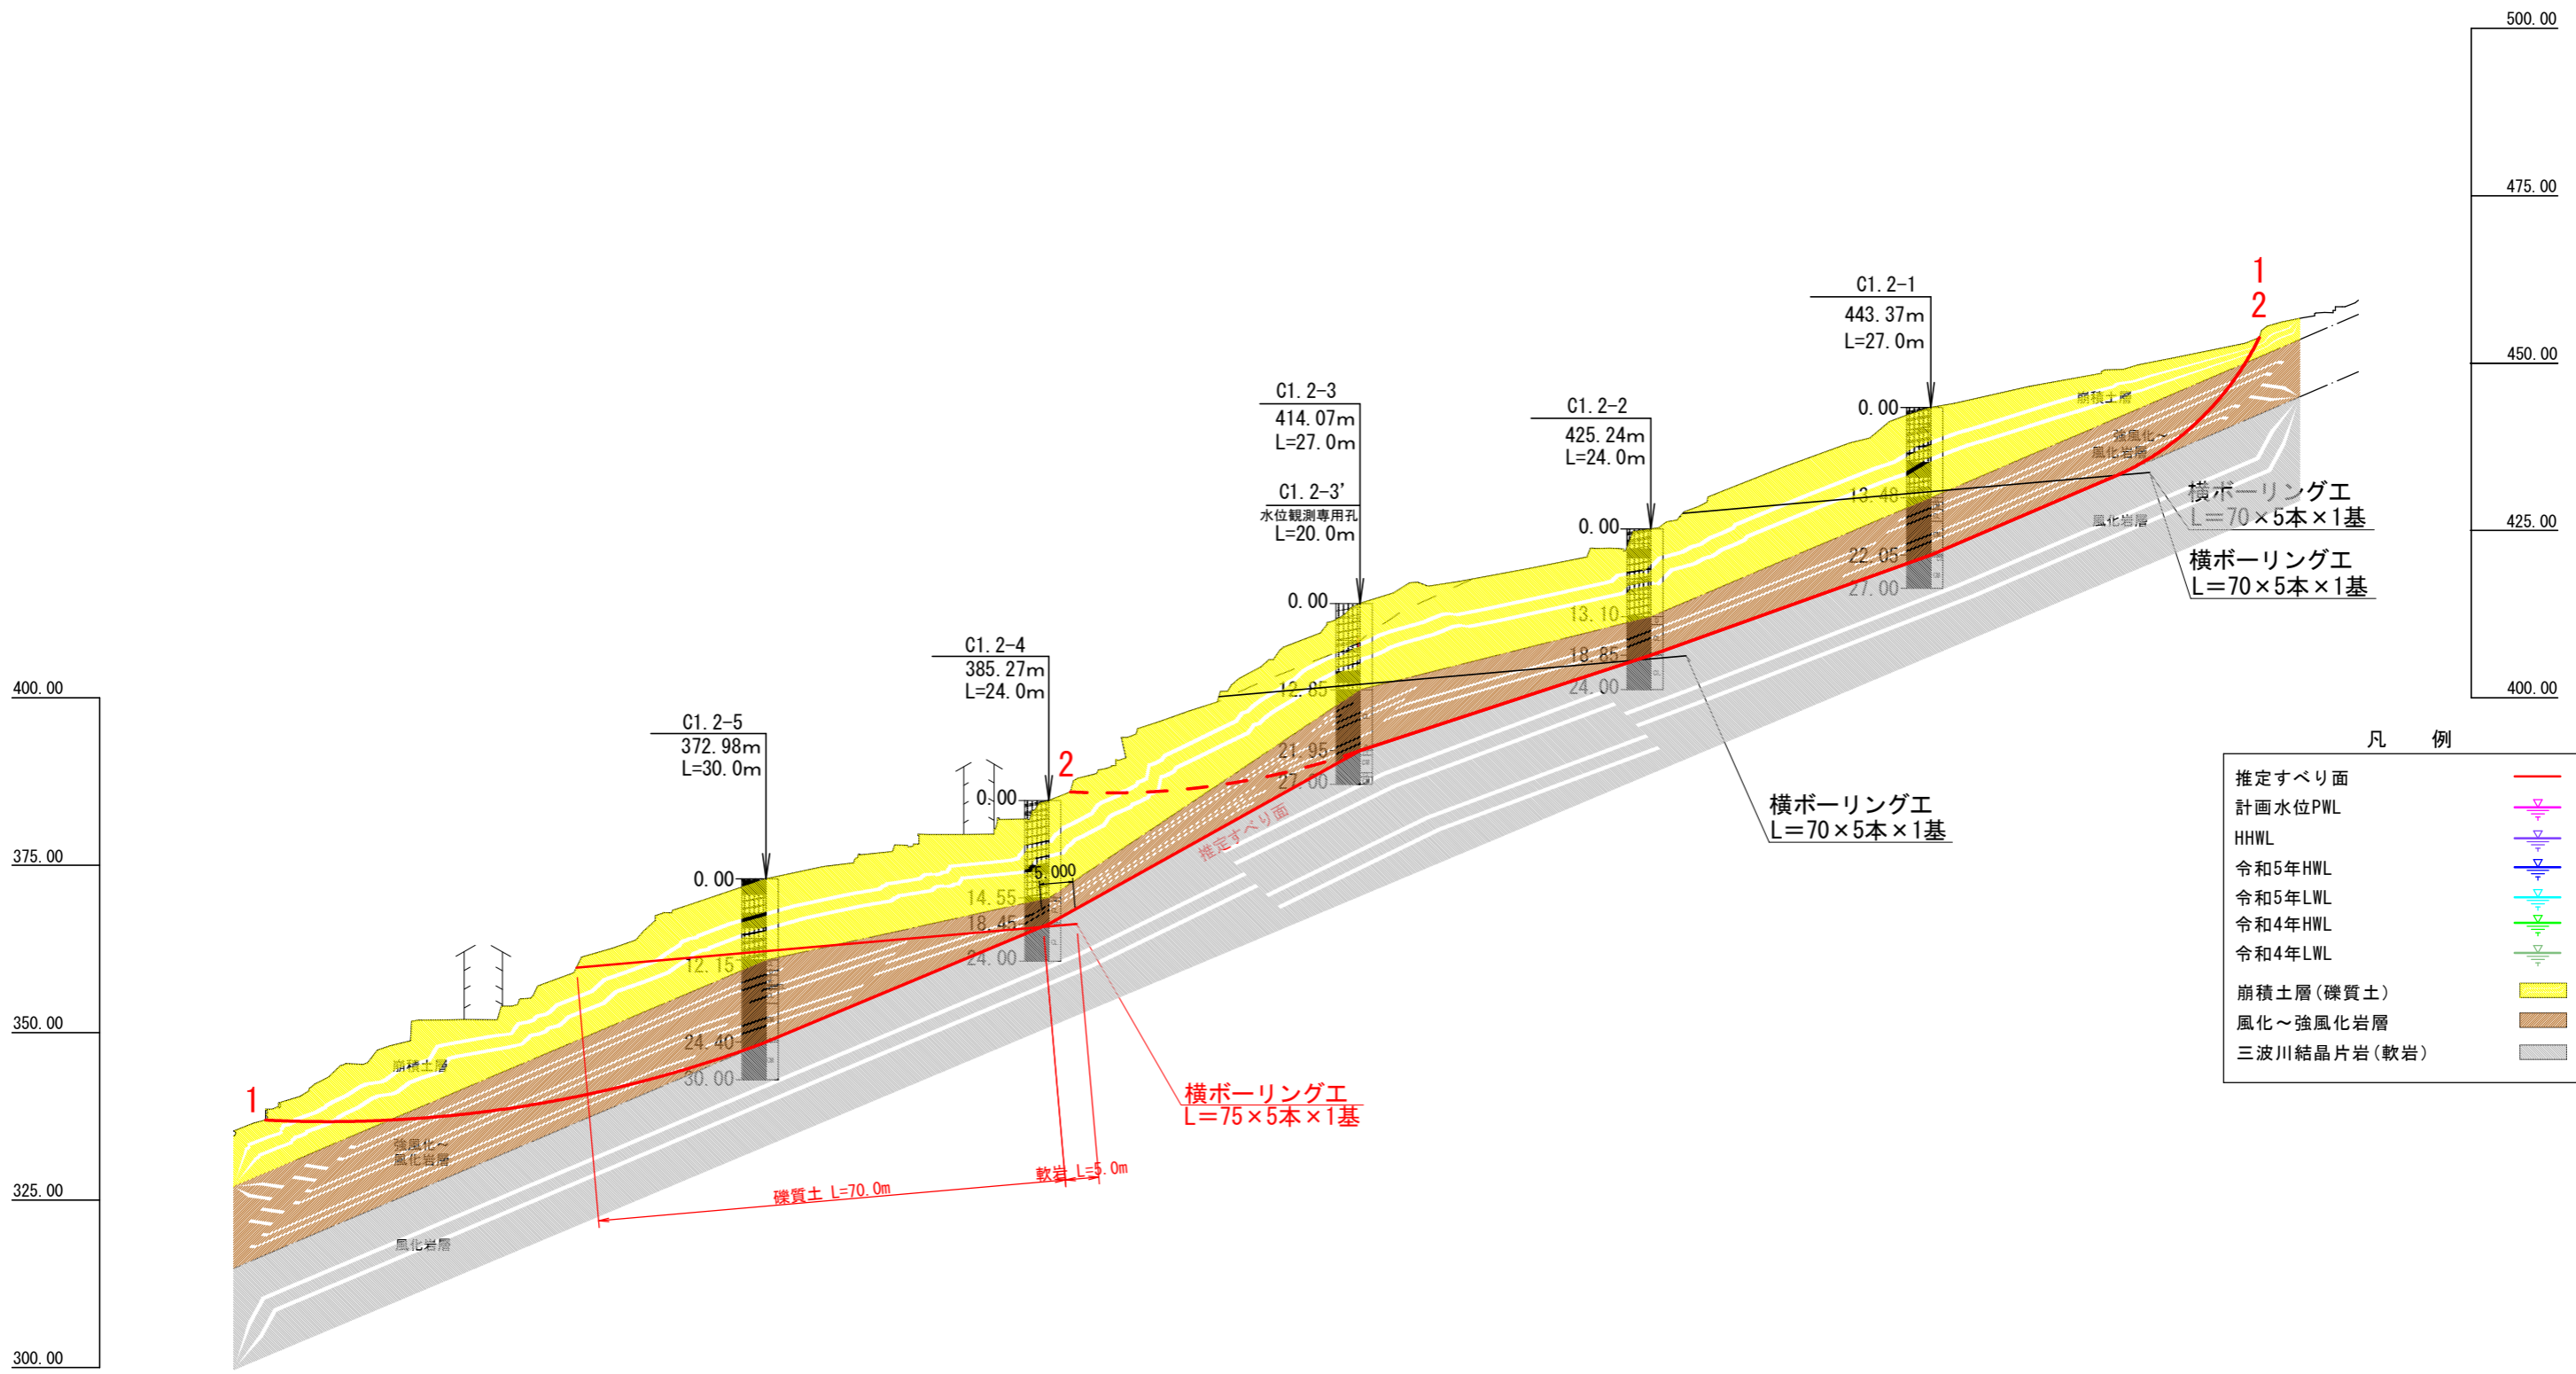 500.00
475.00
450.00
425.00
400.00
400.00
375.00
350.00
325.00
300.00
1
2
C1.2-1
443.37m
L=27.0m
0.00
13.48
22.05
27.00
崩積土層
強風化～
風化岩層
風化岩層
横ボーリング工
L=70×5本×1基
横ボーリング工
L=70×5本×1基
C1.2-2
425.24m
L=24.0m
0.00
13.10
18.85
24.00
C1.2-3
414.07m
L=27.0m
C1.2-3'
水位観測専用孔
L=20.0m
0.00
12.85
21.95
27.00
横ボーリング工
L=70×5本×1基
C1.2-4
385.27m
L=24.0m
0.00
14.55
18.45
24.00
2
5.000
推定すべり面
C1.2-5
372.98m
L=30.0m
0.00
12.15
24.40
30.00
1
崩積土層
強風化～
風化岩層
風化岩層
横ボーリング工
L=75×5本×1基
礫質土 L=70.0m
軟岩 L=5.0m
凡 例
推定すべり面
計画水位PWL
HHWL
令和5年HWL
令和5年LWL
令和4年HWL
令和4年LWL
崩積土層(礫質土)
風化～強風化岩層
三波川結晶片岩(軟岩)